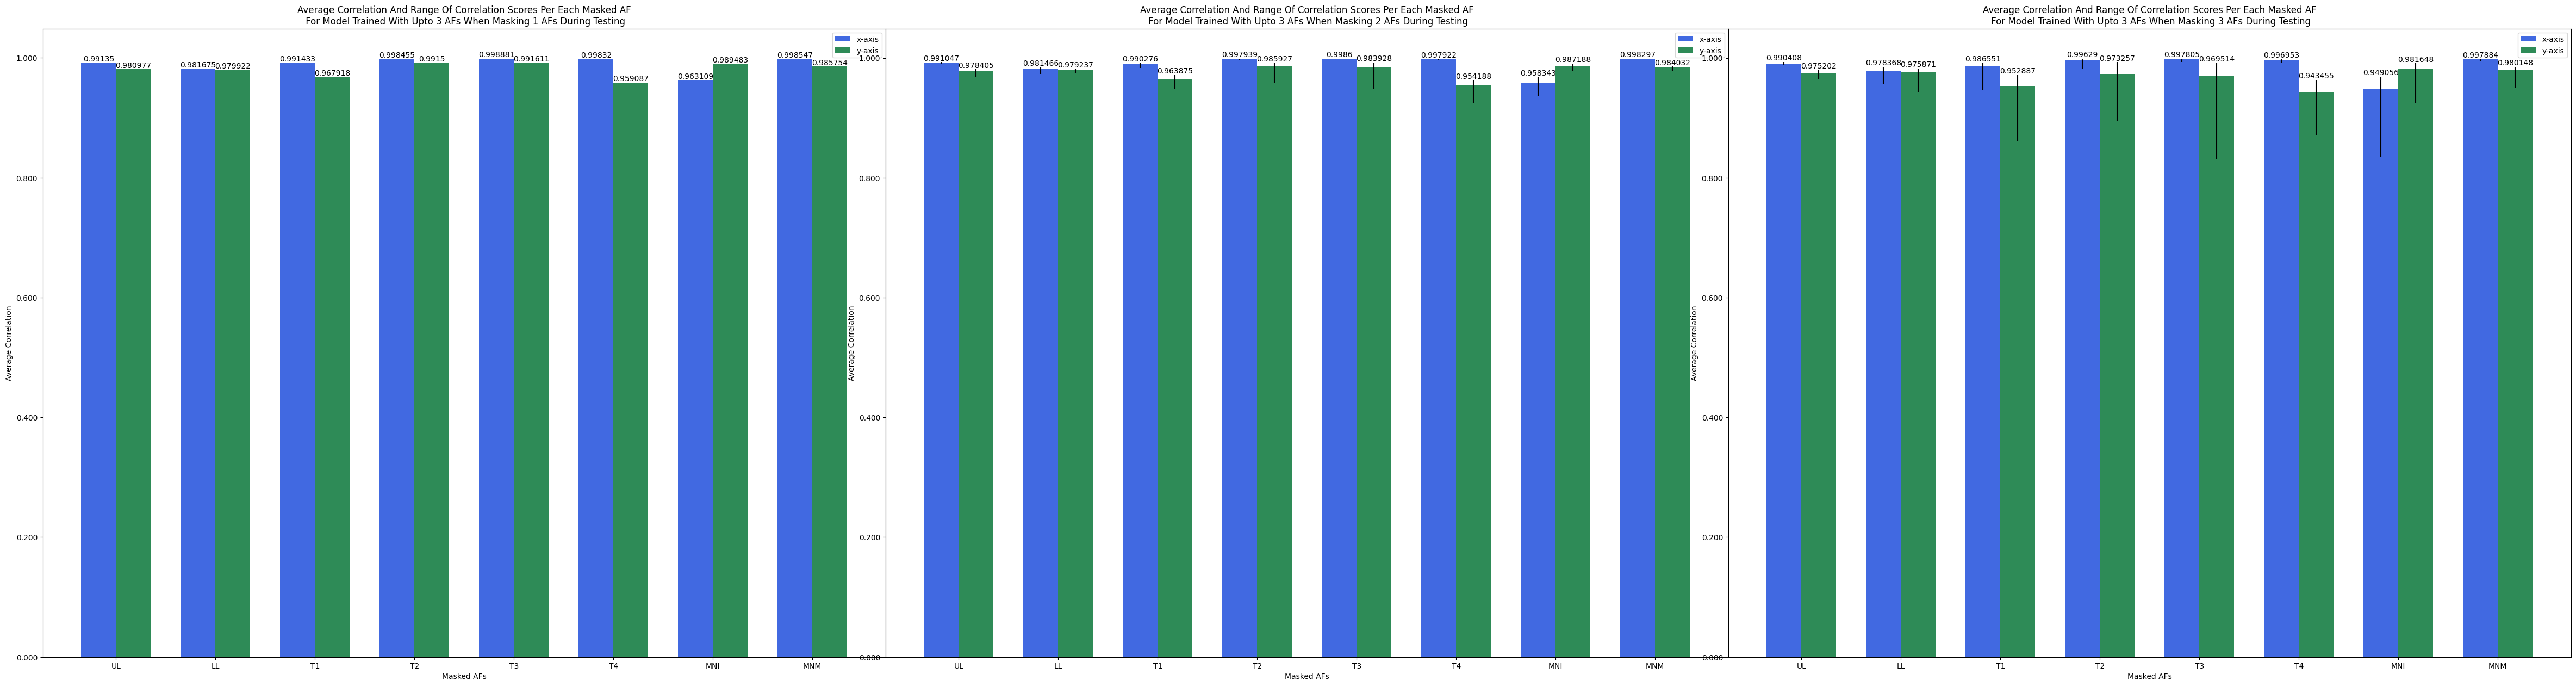 Average Correlation And Range Of Correlation Scores Per Each Masked AF
For Model Trained With Upto 3 AFs When Masking 1 AFs During Testing
x-axis
y-axis
1.000
0.800
0.600
0.400
0.200
0.000
Average Correlation
0.99135
0.980977
0.981675
0.979922
0.991433
0.967918
0.998455
0.9915
0.998881
0.991611
0.99832
0.959087
0.963109
0.989483
0.998547
0.985754
UL
LL
T1
T2
T3
T4
MNI
MNM
Masked AFs
Average Correlation And Range Of Correlation Scores Per Each Masked AF
For Model Trained With Upto 3 AFs When Masking 2 AFs During Testing
x-axis
y-axis
1.000
0.800
0.600
0.400
0.200
0.000
Average Correlation
0.991047
0.978405
0.981466
0.979237
0.990276
0.963875
0.997939
0.985927
0.9986
0.983928
0.997922
0.954188
0.958343
0.987188
0.998297
0.984032
UL
LL
T1
T2
T3
T4
MNI
MNM
Masked AFs
Average Correlation And Range Of Correlation Scores Per Each Masked AF
For Model Trained With Upto 3 AFs When Masking 3 AFs During Testing
x-axis
y-axis
1.000
0.800
0.600
0.400
0.200
0.000
Average Correlation
0.990408
0.975202
0.978368
0.975871
0.986551
0.952887
0.99629
0.973257
0.997805
0.969514
0.996953
0.943455
0.949056
0.981648
0.997884
0.980148
UL
LL
T1
T2
T3
T4
MNI
MNM
Masked AFs